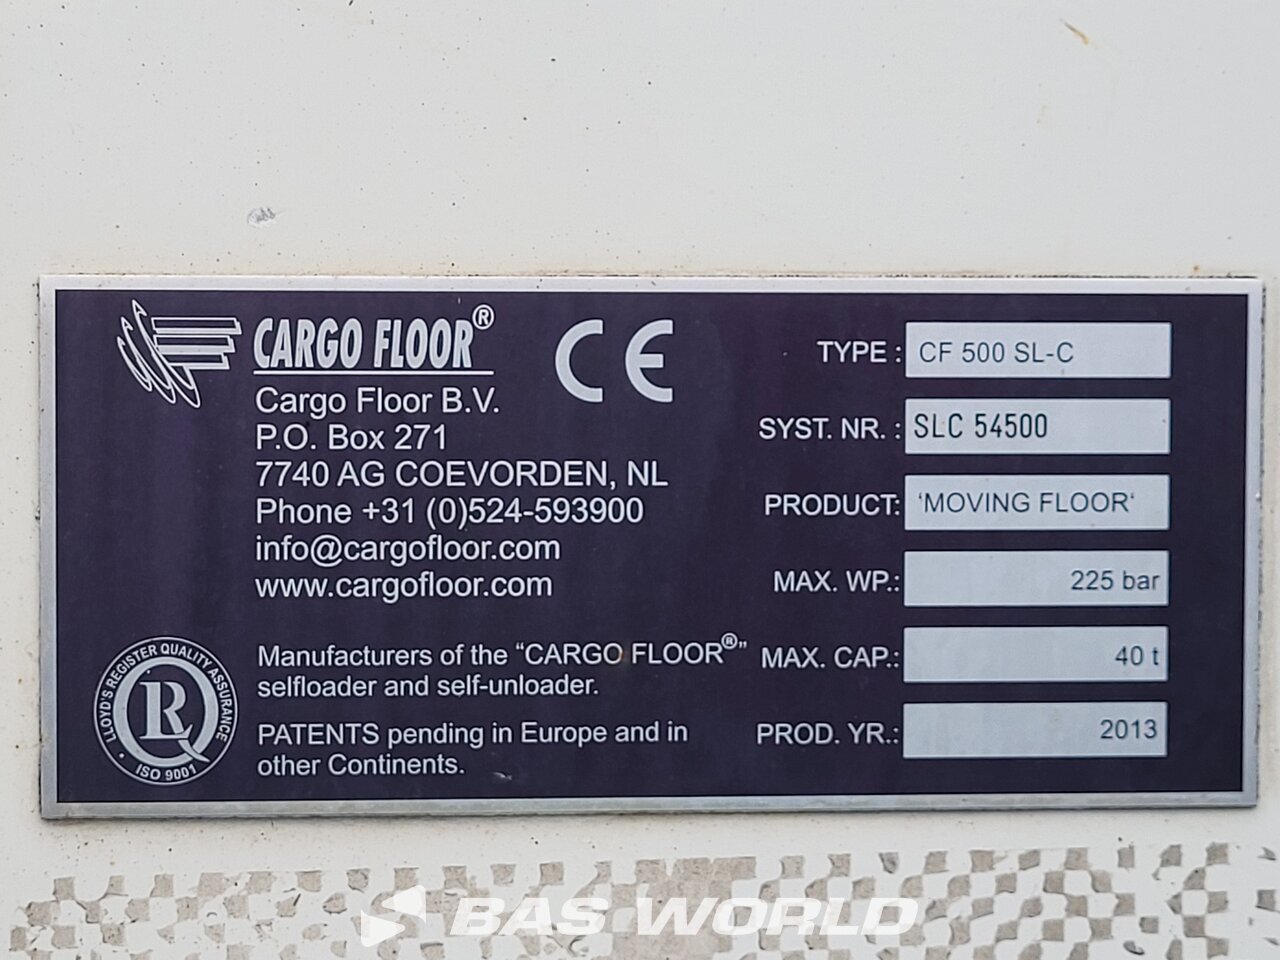 CARGO FLOOR®
CE
Cargo Floor B.V.
P.O. Box 271
7740 AG COEVORDEN, NL
Phone +31 (0)524-593900
info@cargofloor.com
www.cargofloor.com
LLOYD'S REGISTER QUALITY ASSURANCE
LRQ
ISO 9001
Manufacturers of the "CARGO FLOOR®"
selfloader and self-unloader.
PATENTS pending in Europe and in
other Continents.
TYPE : CF 500 SL-C
SYST. NR. : SLC 54500
PRODUCT: 'MOVING FLOOR'
MAX. WP.: 225 bar
MAX. CAP.: 40 t
PROD. YR.: 2013
BAS WORLD